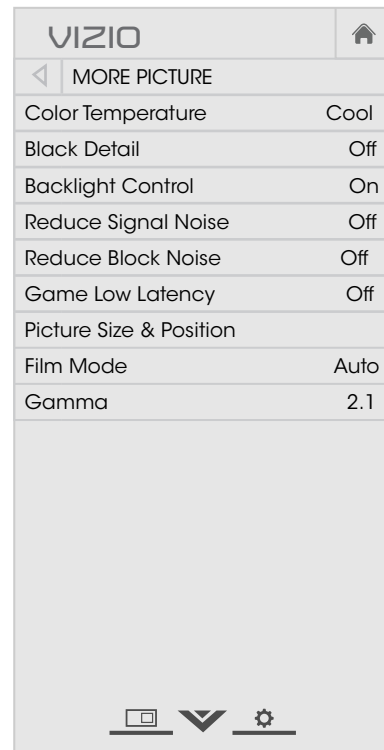 VIZIO
MORE PICTURE
Color Temperature Cool
Black Detail Off
Backlight Control On
Reduce Signal Noise Off
Reduce Block Noise Off
Game Low Latency Off
Picture Size & Position
Film Mode Auto
Gamma 2.1